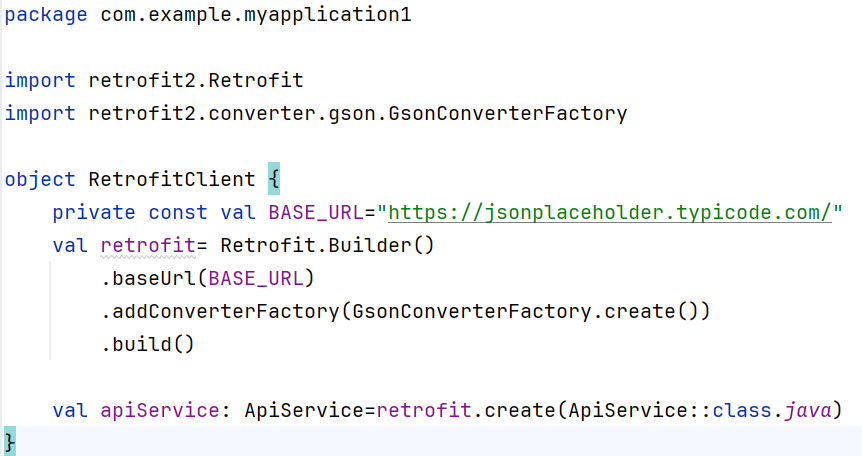 package com.example.myapplication1
import retrofit2.Retrofit
import retrofit2.converter.gson.GsonConverterFactory
object RetrofitClient {
    private const val BASE_URL="https://jsonplaceholder.typicode.com/"
    val retrofit= Retrofit.Builder()
        .baseUrl(BASE_URL)
        .addConverterFactory(GsonConverterFactory.create())
        .build()
    val apiService: ApiService=retrofit.create(ApiService::class.java)
}